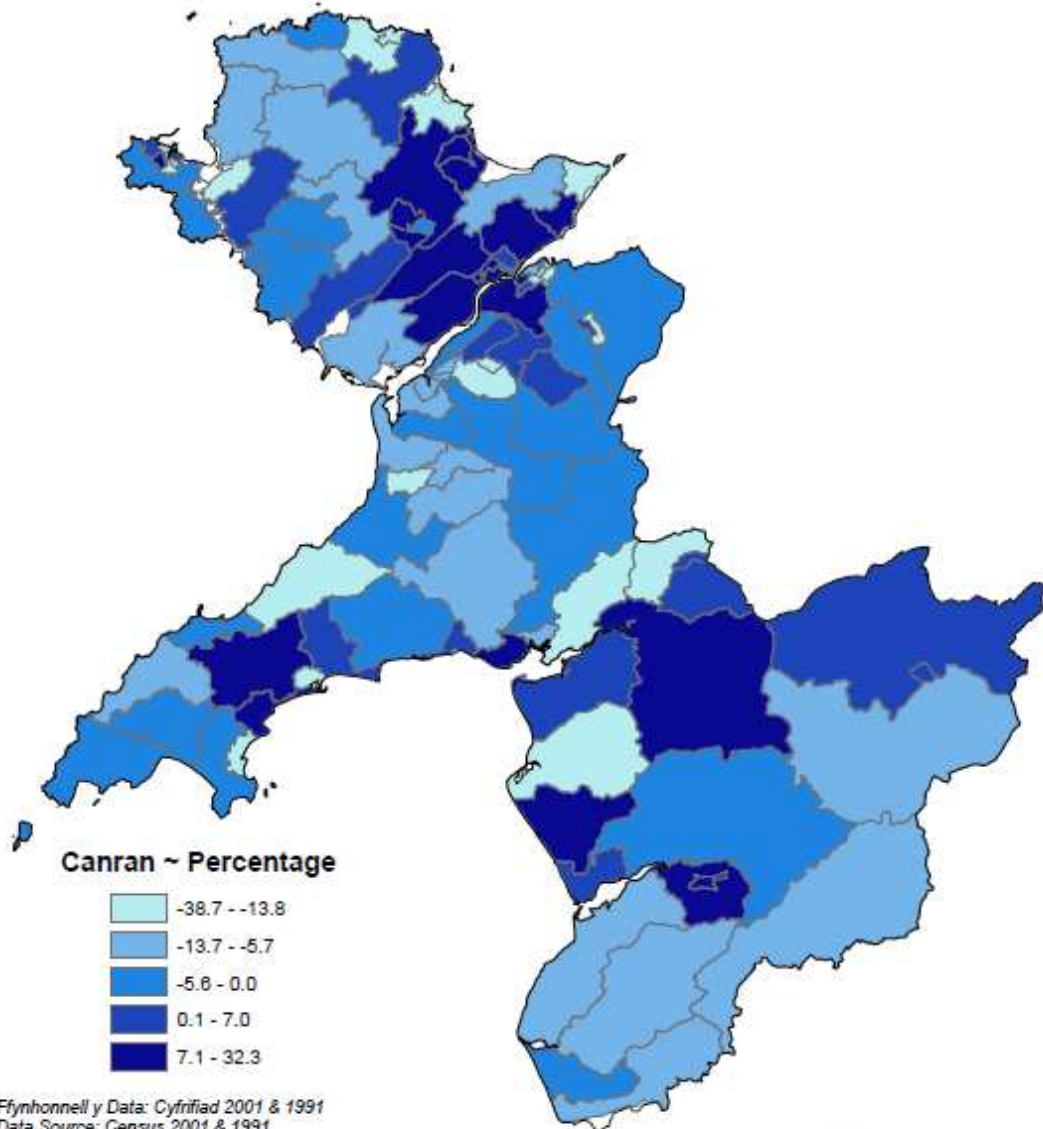 Canran ~ Percentage
-38.7 - -13.8
-13.7 - -5.7
-5.6 - 0.0
0.1 - 7.0
7.1 - 32.3
Ffynhonnell y Data: Cyfrifiad 2001 & 1991
Data Source: Census 2001 & 1991